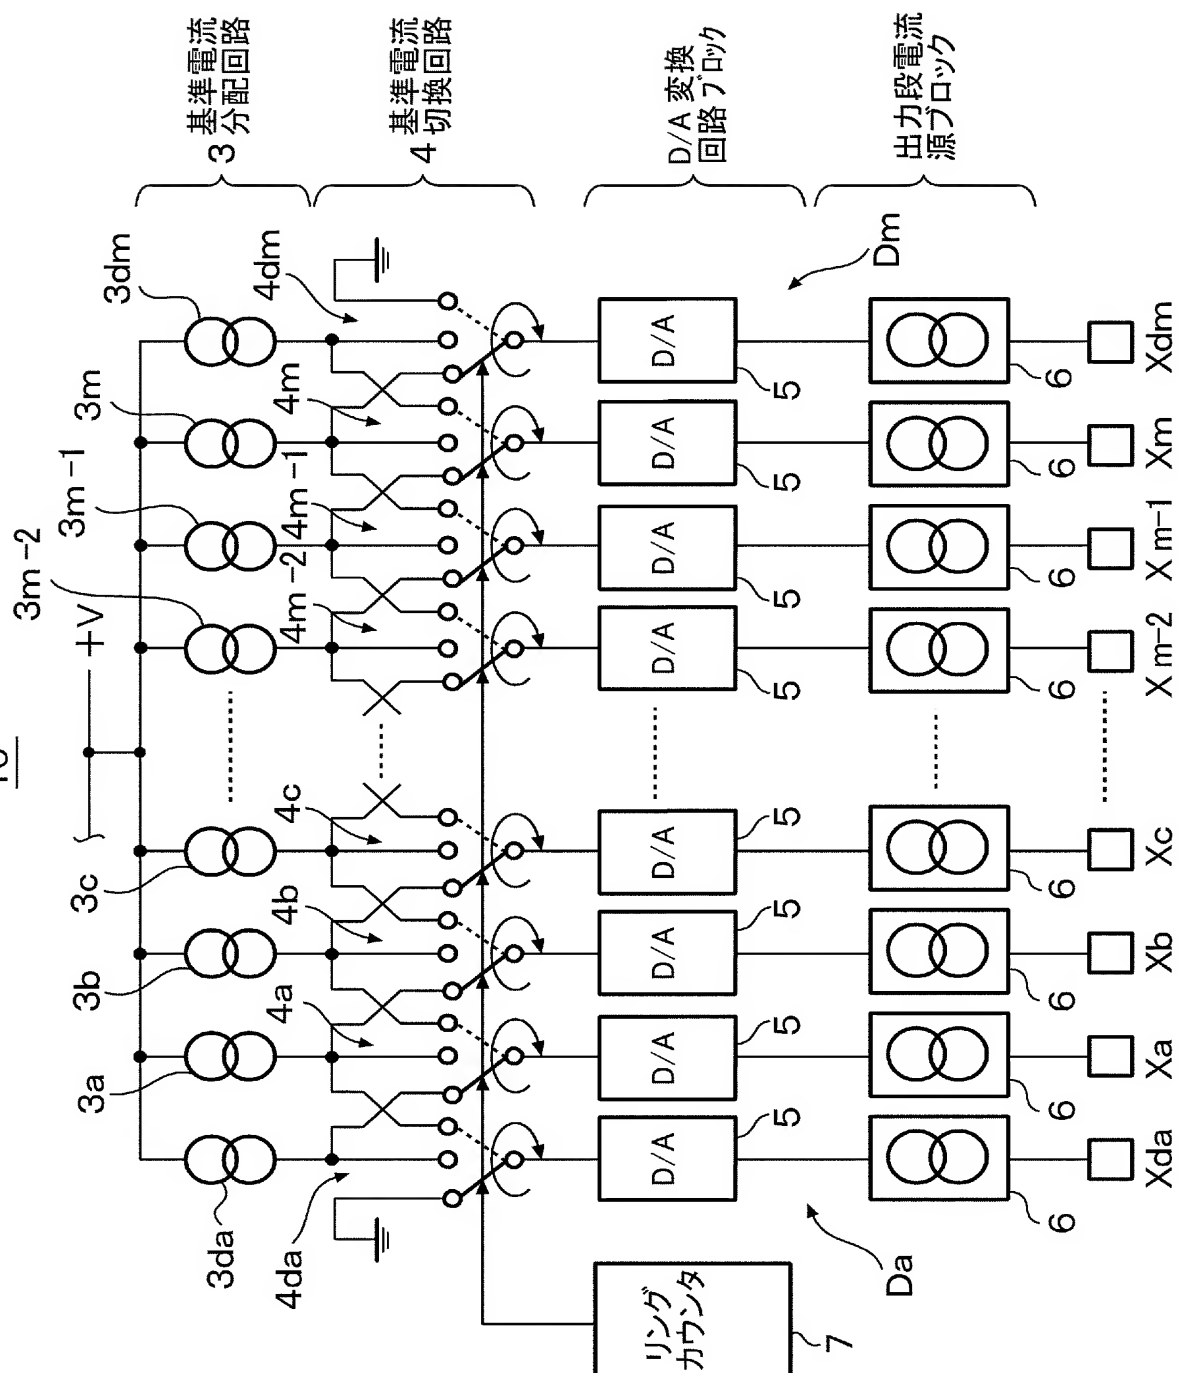 3 基準電流
分配回路
4 基準電流
切換回路
D/A 変換
回路 ブロック
出力段電流
源ブロック
+V
3da
3a
3b
3c
3m-2
3m-1
3m
3dm
4da
4a
4b
4c
4m-2
4m-1
4m
4dm
リング
カウンタ
7
D/A
D/A
D/A
D/A
D/A
D/A
D/A
D/A
5
5
5
5
5
5
5
5
Da
Dm
6
6
6
6
6
6
6
6
Xda
Xa
Xb
Xc
Xm-2
Xm-1
Xm
Xdm